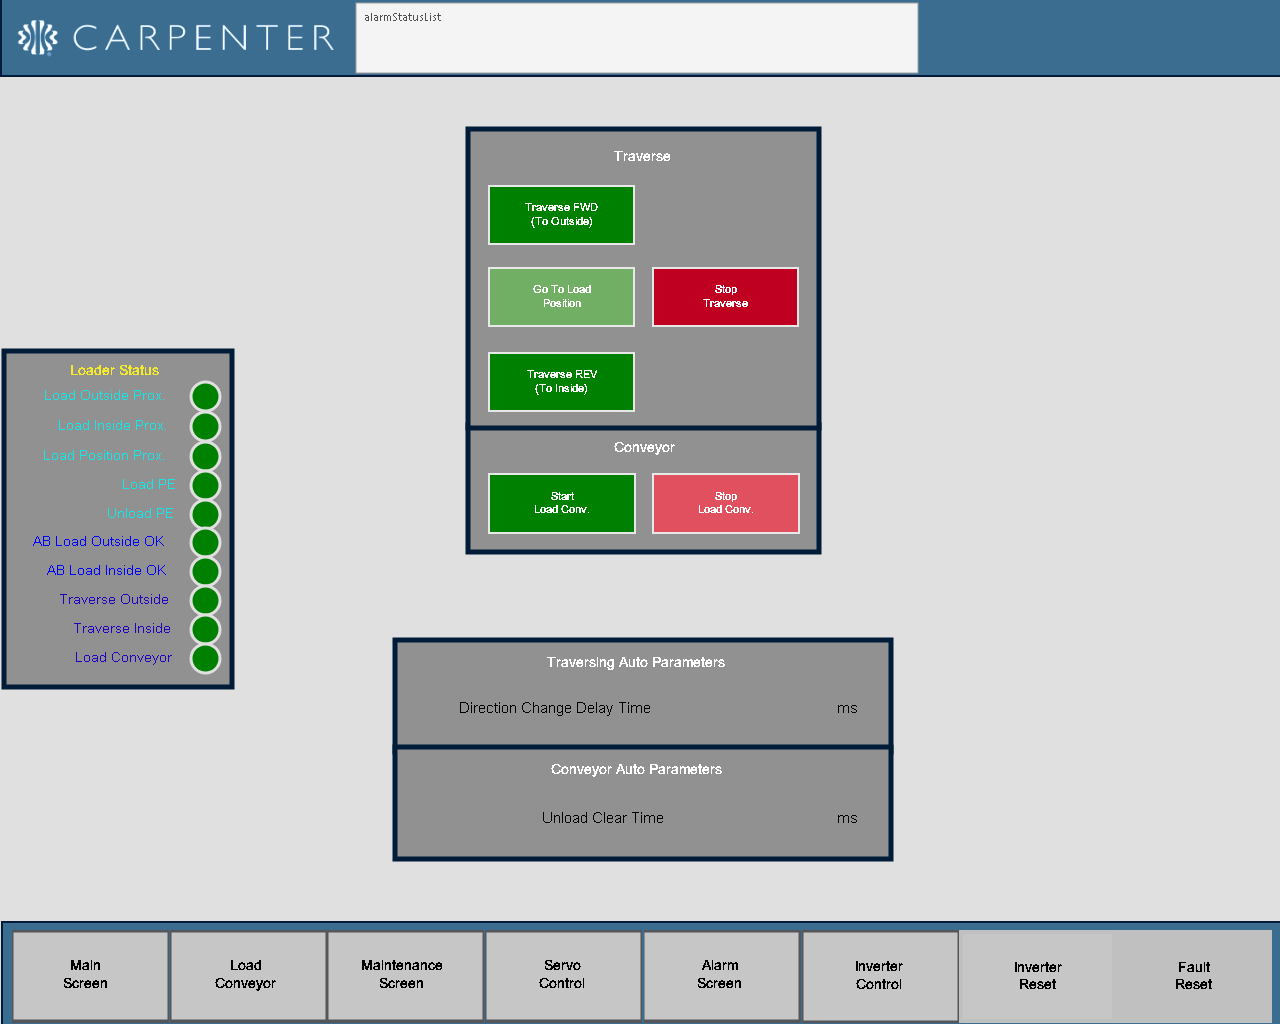 CARPENTER
alarmStatusList
Traverse
Traverse FWD
(To Outside)
Go To Load
Position
Stop
Traverse
Traverse REV
(To Inside)
Conveyor
Start
Load Conv.
Stop
Load Conv.
Loader Status
Load Outside Prox.
Load Inside Prox.
Load Position Prox.
Load PE
Unload PE
AB Load Outside OK
AB Load Inside OK
Traverse Outside
Traverse Inside
Load Conveyor
Traversing Auto Parameters
Direction Change Delay Time ms
Conveyor Auto Parameters
Unload Clear Time ms
Main
Screen
Load
Conveyor
Maintenance
Screen
Servo
Control
Alarm
Screen
Inverter
Control
Inverter
Reset
Fault
Reset